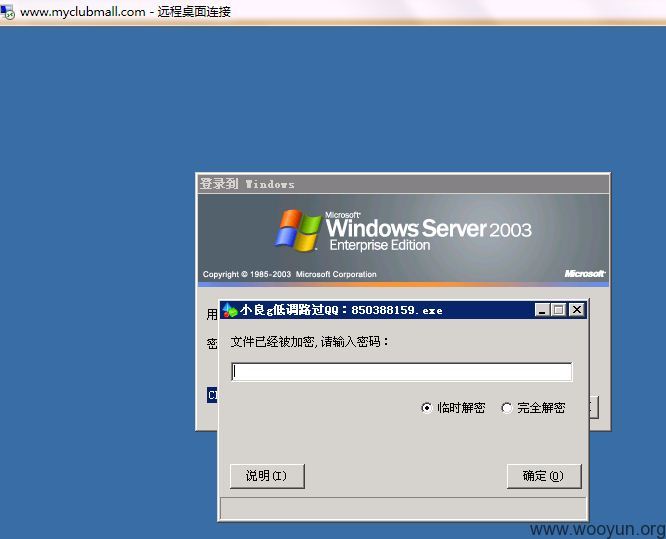 www.myclubmall.com - 远程桌面连接
登录到 Windows
Microsoft
Windows Server 2003
Enterprise Edition
Copyright © 1985-2003 Microsoft Corporation
Microsoft
用
密
小良g低调路过QQ：850388159.exe
文件已经被加密,请输入密码：
临时解密
完全解密
说明(I)
确定(O)
www.wooyun.org